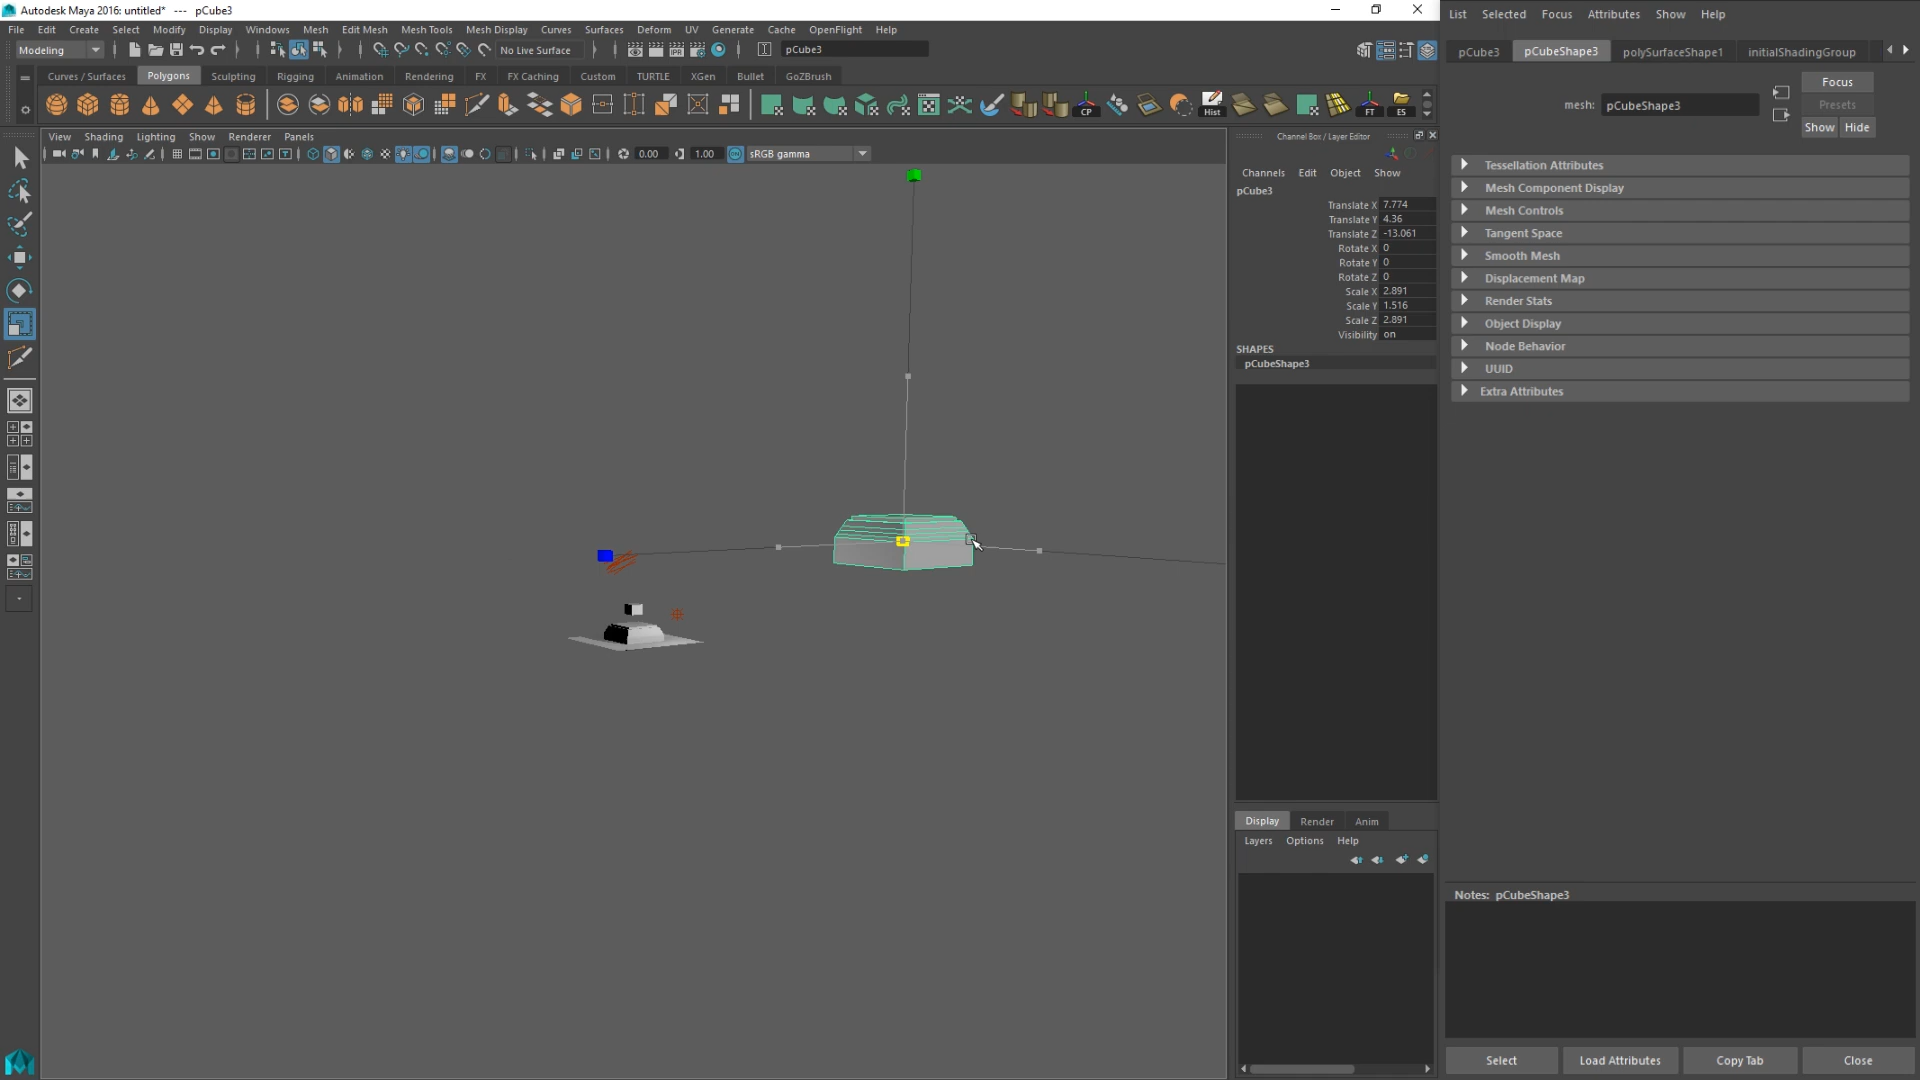 Autodesk Maya 2016: untitled* --- pCube3
File Edit Create Select Modify Display Windows Mesh Edit Mesh Mesh Tools Mesh Display Curves Surfaces Deform UV Generate Cache OpenFlight Help
Modeling No Live Surface pCube3
Curves / Surfaces Polygons Sculpting Rigging Animation Rendering FX FX Caching Custom TURTLE XGen Bullet GoZBrush
CP Hist FT ES
View Shading Lighting Show Renderer Panels
0.00 1.00 sRGB gamma
Channel Box / Layer Editor
Channels Edit Object Show
pCube3
Translate X 7.774
Translate Y 4.36
Translate Z -13.061
Rotate X 0
Rotate Y 0
Rotate Z 0
Scale X 2.891
Scale Y 1.516
Scale Z 2.891
Visibility on
SHAPES
pCubeShape3
Display Render Anim
Layers Options Help
List Selected Focus Attributes Show Help
pCube3 pCubeShape3 polySurfaceShape1 initialShadingGroup
Focus
mesh: pCubeShape3
Presets
Show Hide
Tessellation Attributes
Mesh Component Display
Mesh Controls
Tangent Space
Smooth Mesh
Displacement Map
Render Stats
Object Display
Node Behavior
UUID
Extra Attributes
Notes: pCubeShape3
Select Load Attributes Copy Tab Close